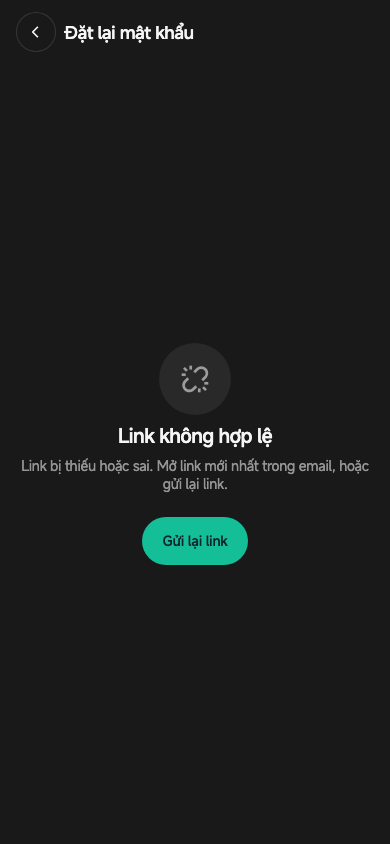 Đặt lại mật khẩu
Link không hợp lệ
Link bị thiếu hoặc sai. Mở link mới nhất trong email, hoặc
gửi lại link.
Gửi lại link